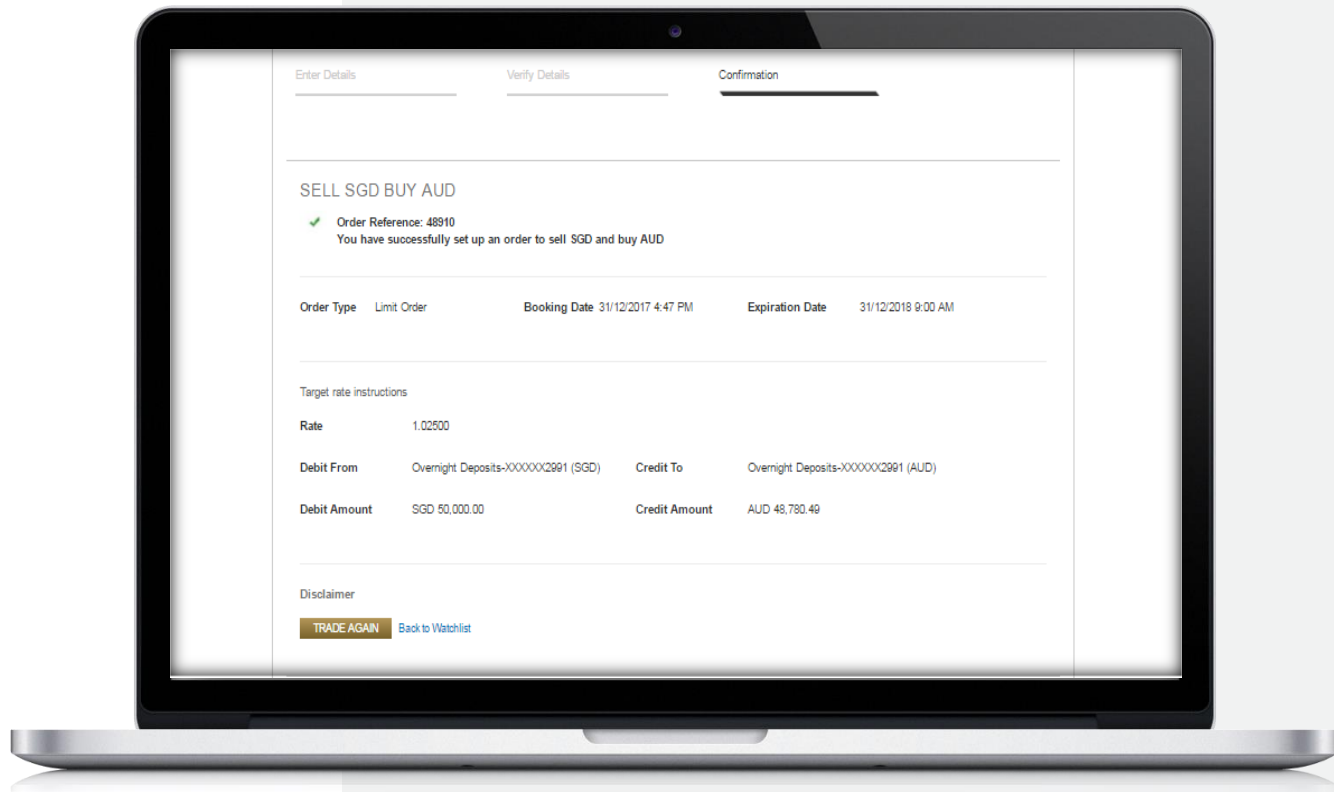 Enter Details Verify Details Confirmation
SELL SGD BUY AUD
Order Reference: 48910
You have successfully set up an order to sell SGD and buy AUD
Order Type Limit Order Booking Date 31/12/2017 4:47 PM Expiration Date 31/12/2018 9:00 AM
Target rate instructions
Rate 1.02500
Debit From Overnight Deposits-XXXXXX2991 (SGD) Credit To Overnight Deposits-XXXXXX2991 (AUD)
Debit Amount SGD 50,000.00 Credit Amount AUD 48,780.49
Disclaimer
TRADE AGAIN Back to Watchlist